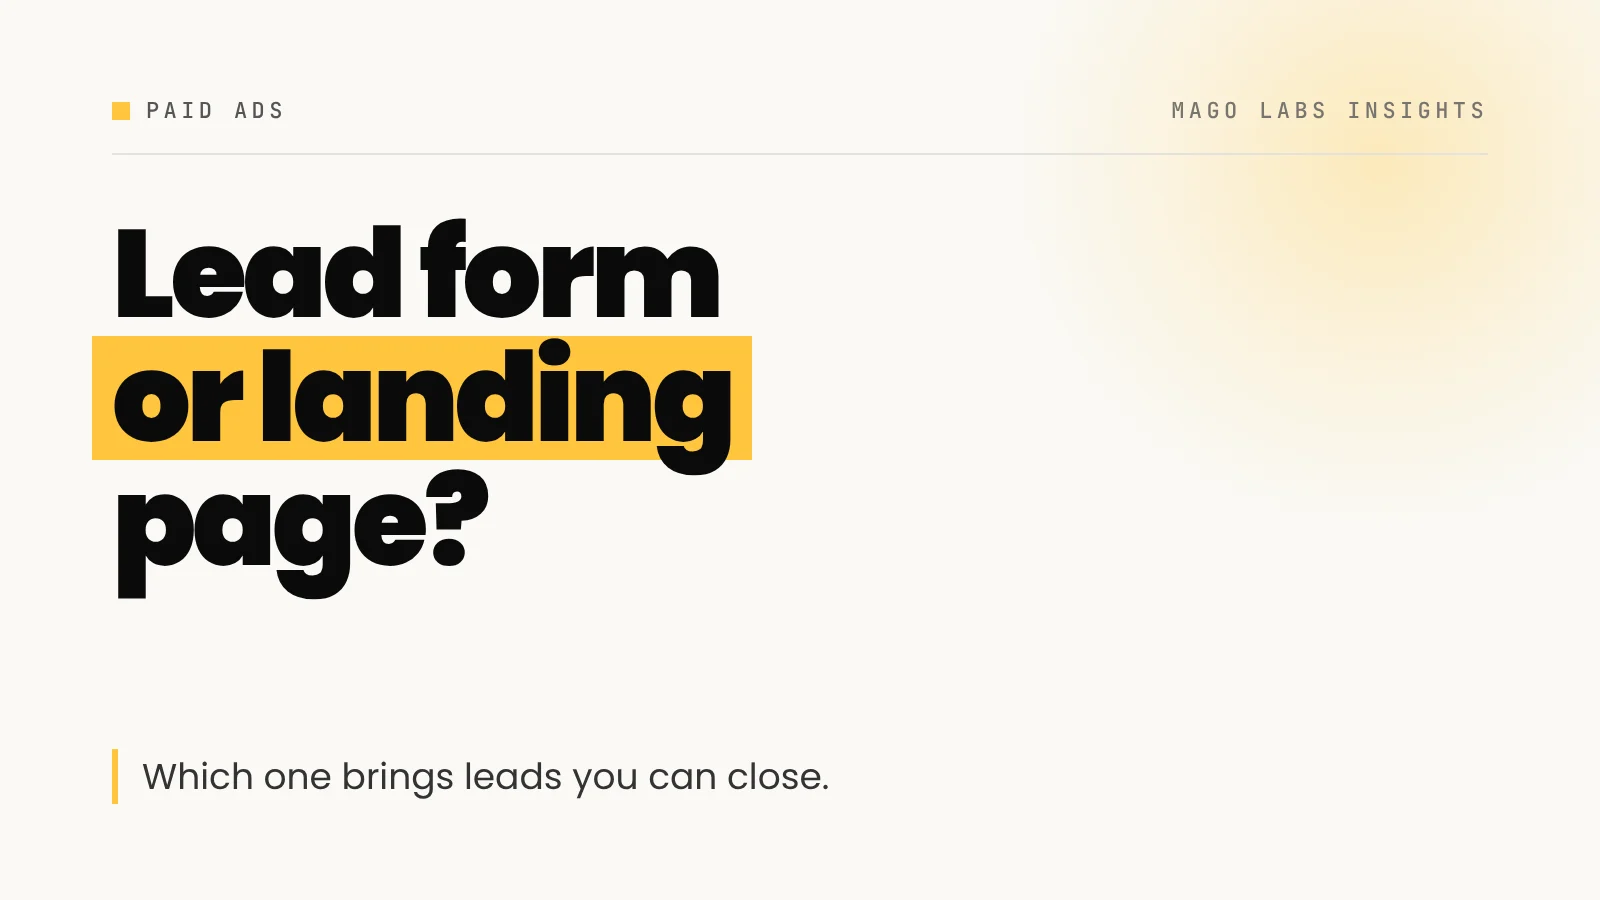 PAID ADS
MAGO LABS INSIGHTS
Lead form
or landing
page?
Which one brings leads you can close.